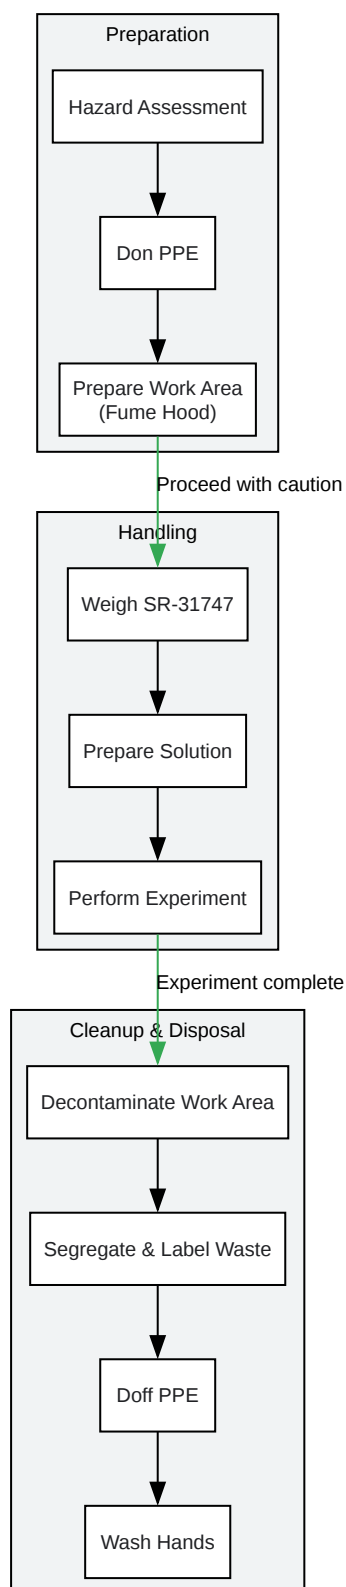 Preparation
Hazard Assessment
Don PPE
Prepare Work Area
(Fume Hood)
Proceed with caution
Handling
Weigh SR-31747
Prepare Solution
Perform Experiment
Experiment complete
Cleanup & Disposal
Decontaminate Work Area
Segregate & Label Waste
Doff PPE
Wash Hands